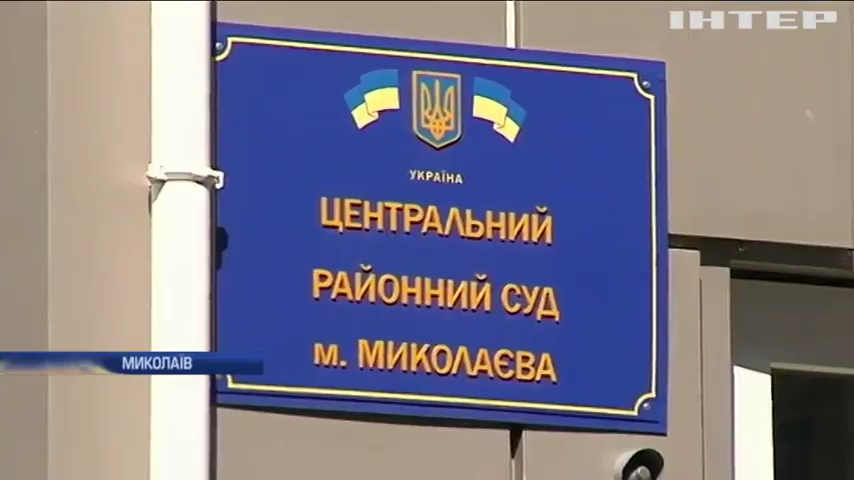 ІНТЕР
УКРАЇНА
ЦЕНТРАЛЬНИЙ
РАЙОННИЙ СУД
м. МИКОЛАЄВА
МИКОЛАЇВ